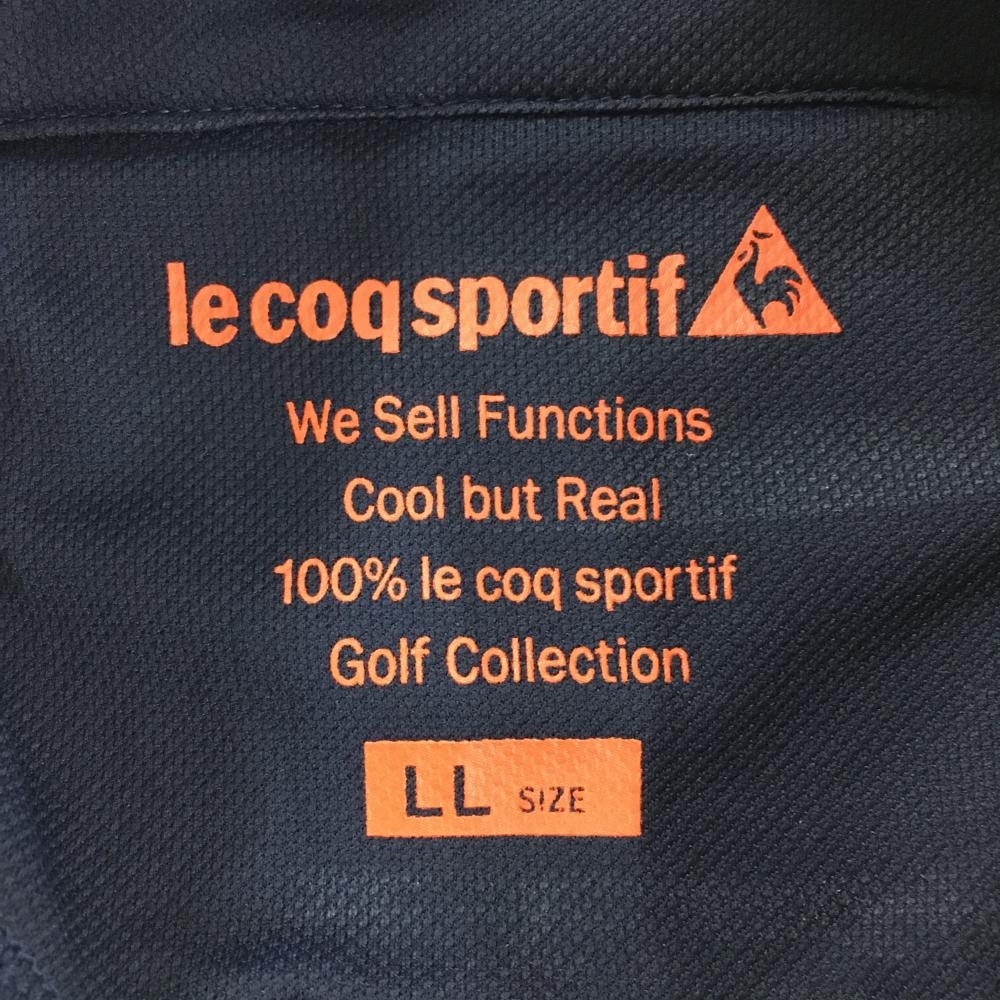 le coq sportif
We Sell Functions
Cool but Real
100% le coq sportif
Golf Collection
LL SIZE